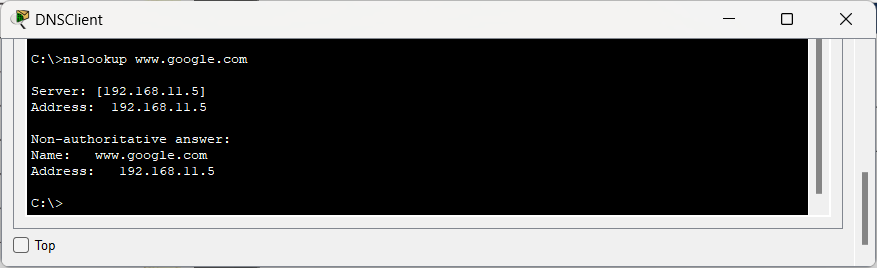 DNSClient
C:\>nslookup www.google.com
Server: [192.168.11.5]
Address:  192.168.11.5
Non-authoritative answer:
Name:   www.google.com
Address:   192.168.11.5
C:\>
Top